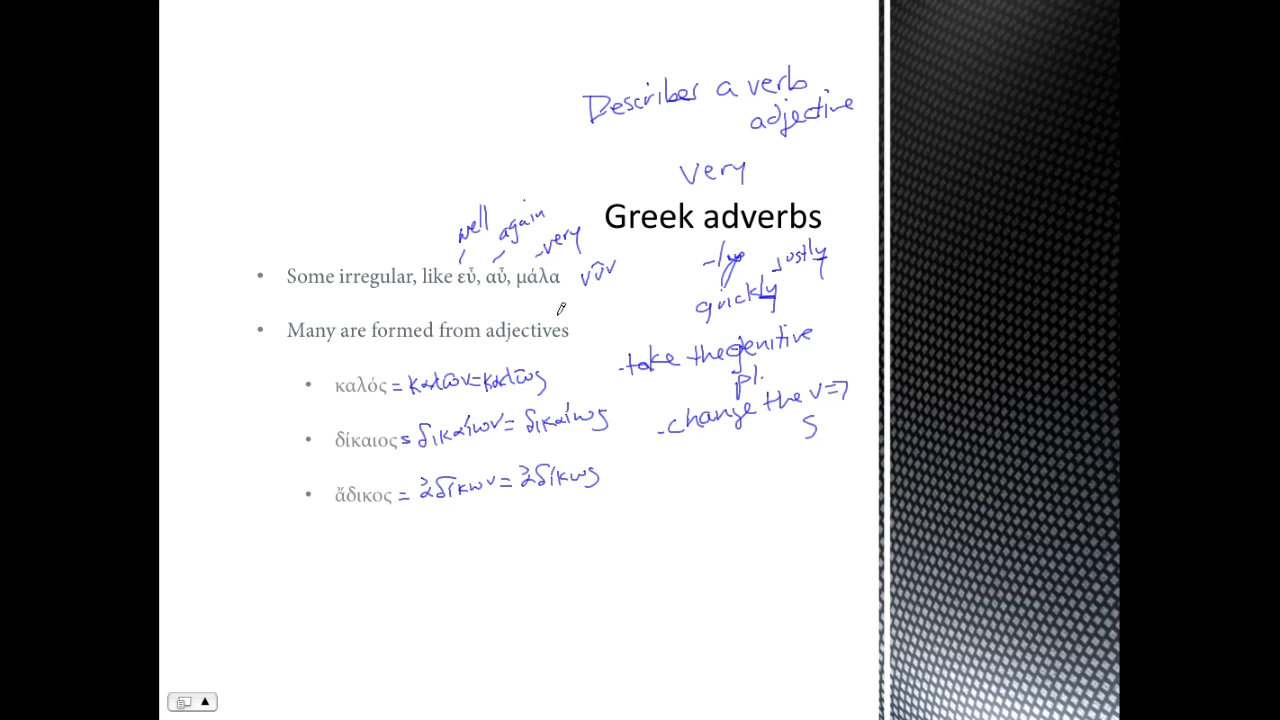 Describes a verb
adjective
very
Greek adverbs
well again -very
• Some irregular, like εὖ, αὖ, μάλα νῦν
-ly justly
quickly
• Many are formed from adjectives
-take the genitive
pl.
-change the ν=>
ς
• καλός = καλῶν = καλῶς
• δίκαιος = δικαίων = δικαίως
• ἄδικος = ἀδίκων = ἀδίκως